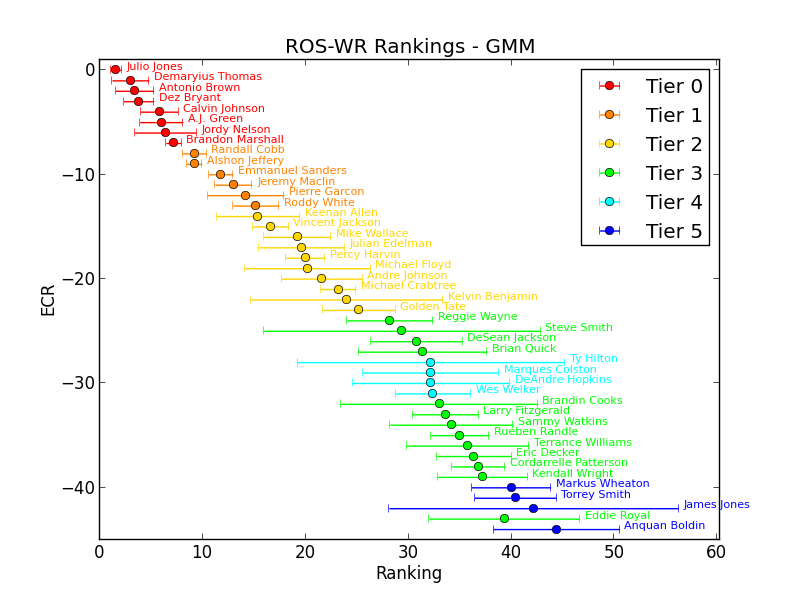 ROS-WR Rankings - GMM
Julio Jones
Demaryius Thomas
Antonio Brown
Dez Bryant
Calvin Johnson
A.J. Green
Jordy Nelson
Brandon Marshall
Randall Cobb
Alshon Jeffery
Emmanuel Sanders
Jeremy Maclin
Pierre Garcon
Roddy White
Keenan Allen
Vincent Jackson
Mike Wallace
Julian Edelman
Percy Harvin
Michael Floyd
Andre Johnson
Michael Crabtree
Kelvin Benjamin
Golden Tate
Reggie Wayne
Steve Smith
DeSean Jackson
Brian Quick
Ty Hilton
Marques Colston
DeAndre Hopkins
Wes Welker
Brandin Cooks
Larry Fitzgerald
Sammy Watkins
Rueben Randle
Terrance Williams
Eric Decker
Cordarrelle Patterson
Kendall Wright
Markus Wheaton
Torrey Smith
James Jones
Eddie Royal
Anquan Boldin
Tier 0
Tier 1
Tier 2
Tier 3
Tier 4
Tier 5
0
−10
−20
−30
−40
ECR
0 10 20 30 40 50 60
Ranking